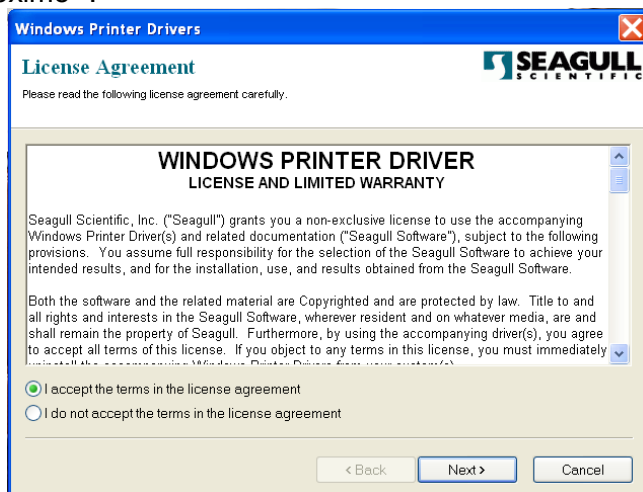 Windows Printer Drivers
License Agreement
SEAGULL
SCIENTIFIC
Please read the following license agreement carefully.
WINDOWS PRINTER DRIVER
LICENSE AND LIMITED WARRANTY
Seagull Scientific, Inc. ("Seagull") grants you a non-exclusive license to use the accompanying
Windows Printer Driver(s) and related documentation ("Seagull Software"), subject to the following
provisions. You assume full responsibility for the selection of the Seagull Software to achieve your
intended results, and for the installation, use, and results obtained from the Seagull Software.
Both the software and the related material are Copyrighted and are protected by law. Title to and
all rights and interests in the Seagull Software, wherever resident and on whatever media, are and
shall remain the property of Seagull. Furthermore, by using the accompanying driver(s), you agree
to accept all terms of this license. If you object to any terms in this license, you must immediately
I accept the terms in the license agreement
I do not accept the terms in the license agreement
< Back
Next >
Cancel